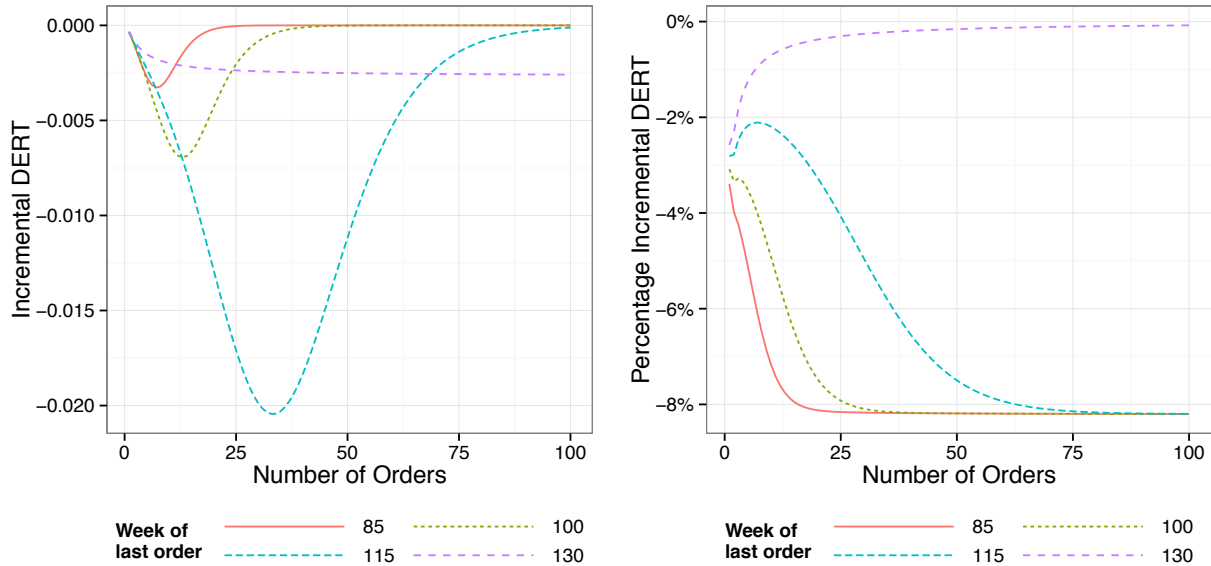 0.000
−0.005
−0.010
−0.015
−0.020
Incremental DERT
0 25 50 75 100
Number of Orders
Week of
last order
85 100
115 130
0%
−2%
−4%
−6%
−8%
Percentage Incremental DERT
0 25 50 75 100
Number of Orders
Week of
last order
85 100
115 130